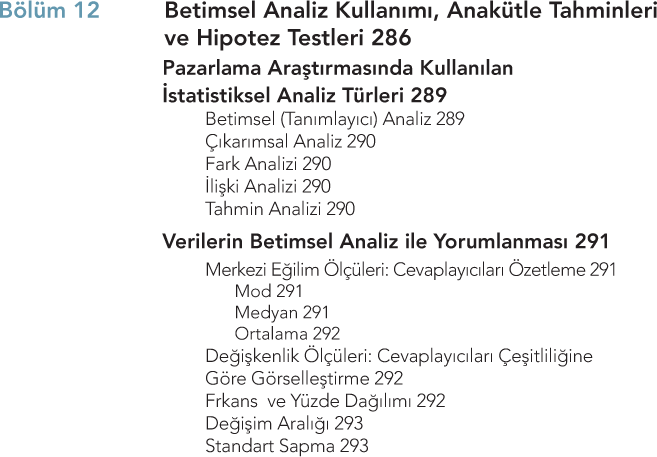 Bölüm 12 Betimsel Analiz Kullanımı, Anakütle Tahminleri
ve Hipotez Testleri 286
Pazarlama Araştırmasında Kullanılan
İstatistiksel Analiz Türleri 289
Betimsel (Tanımlayıcı) Analiz 289
Çıkarımsal Analiz 290
Fark Analizi 290
İlişki Analizi 290
Tahmin Analizi 290
Verilerin Betimsel Analiz ile Yorumlanması 291
Merkezi Eğilim Ölçüleri: Cevaplayıcıları Özetleme 291
Mod 291
Medyan 291
Ortalama 292
Değişkenlik Ölçüleri: Cevaplayıcıları Çeşitliliğine
Göre Görselleştirme 292
Frkans ve Yüzde Dağılımı 292
Değişim Aralığı 293
Standart Sapma 293